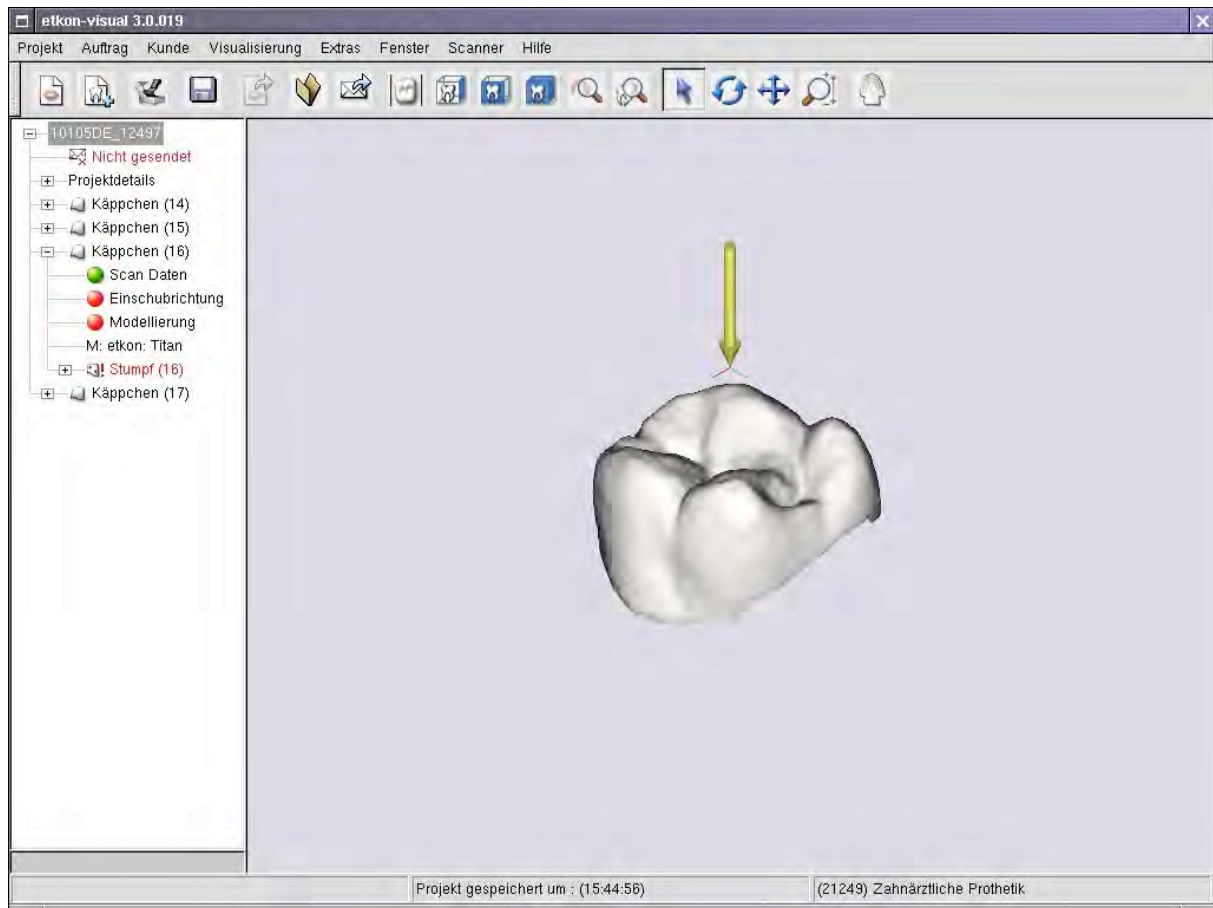 etkon-visual 3.0.019
Projekt Auftrag Kunde Visualisierung Extras Fenster Scanner Hilfe
10105DE_12497
Nicht gesendet
Projektdetails
Käppchen (14)
Käppchen (15)
Käppchen (16)
Scan Daten
Einschubrichtung
Modellierung
M: etkon: Titan
Stumpf (16)
Käppchen (17)
Projekt gespeichert um : (15:44:56) (21249) Zahnärztliche Prothetik